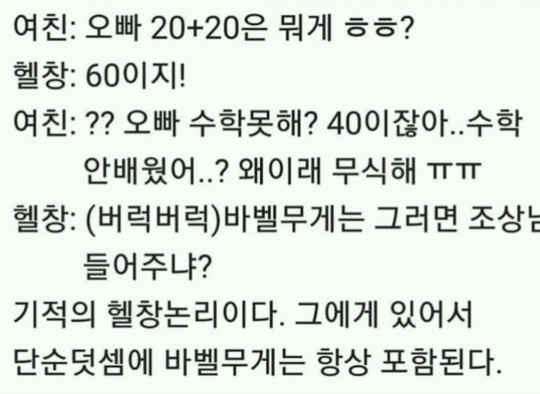 여친: 오빠 20+20은 뭐게 ㅎㅎ?
헬창: 60이지!
여친: ?? 오빠 수학못해? 40이잖아..수학
안배웠어..? 왜이래 무식해 ㅠㅠ
헬창: (버럭버럭)바벨무게는 그러면 조상님
들어주냐?
기적의 헬창논리이다. 그에게 있어서
단순덧셈에 바벨무게는 항상 포함된다.